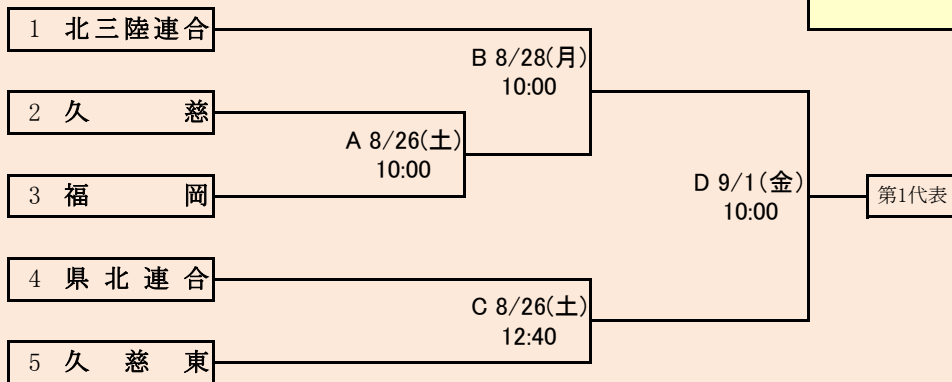 1 北三陸連合
B 8/28(月)
10:00
2 久慈
A 8/26(土)
10:00
3 福岡
D 9/1(金)
10:00
第1代表
4 県北連合
C 8/26(土)
12:40
5 久慈東